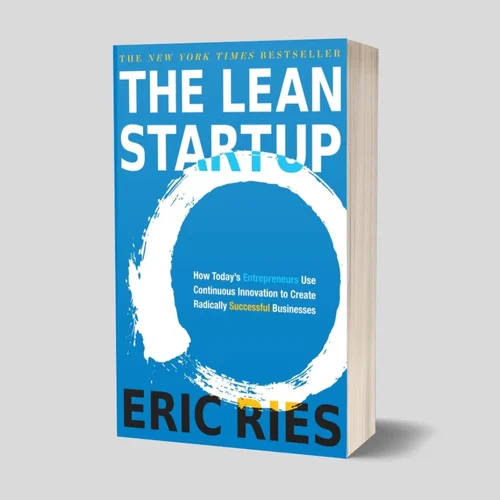 THE NEW YORK TIMES BESTSELLER
THE LEAN
STARTUP
How Today's Entrepreneurs Use
Continuous Innovation to Create
Radically Successful Businesses
ERIC RIES